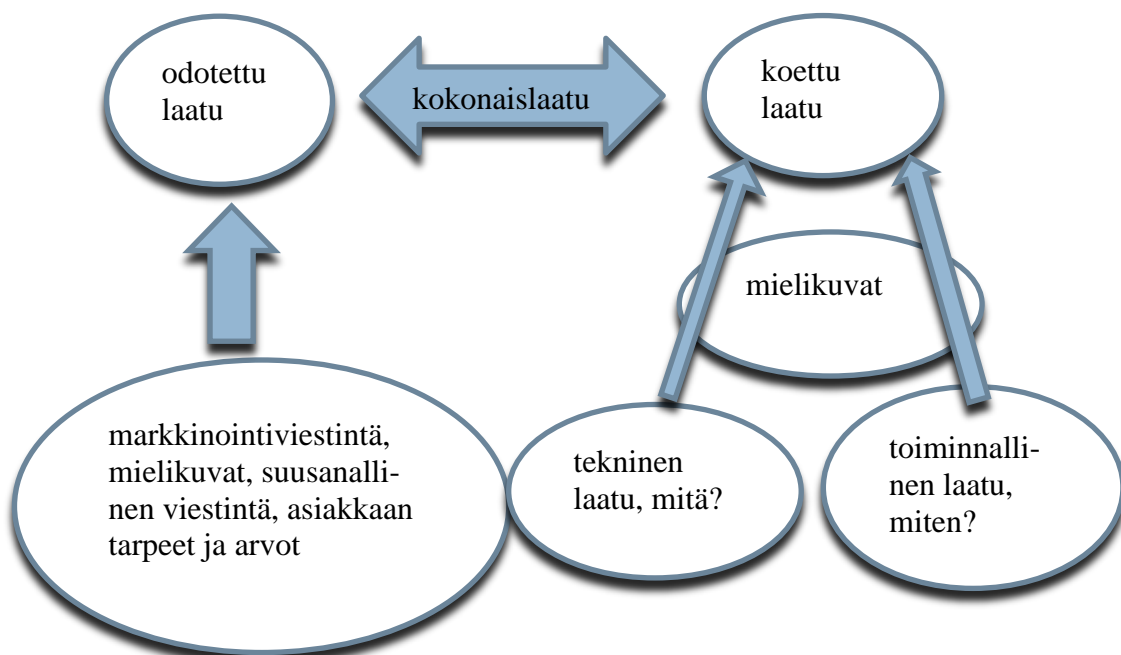 odotettu
laatu
kokonaislaatu
koettu
laatu
mielikuvat
markkinointiviestintä,
mielikuvat, suusanalli-
nen viestintä, asiakkaan
tarpeet ja arvot
tekninen
laatu, mitä?
toiminnalli-
nen laatu,
miten?